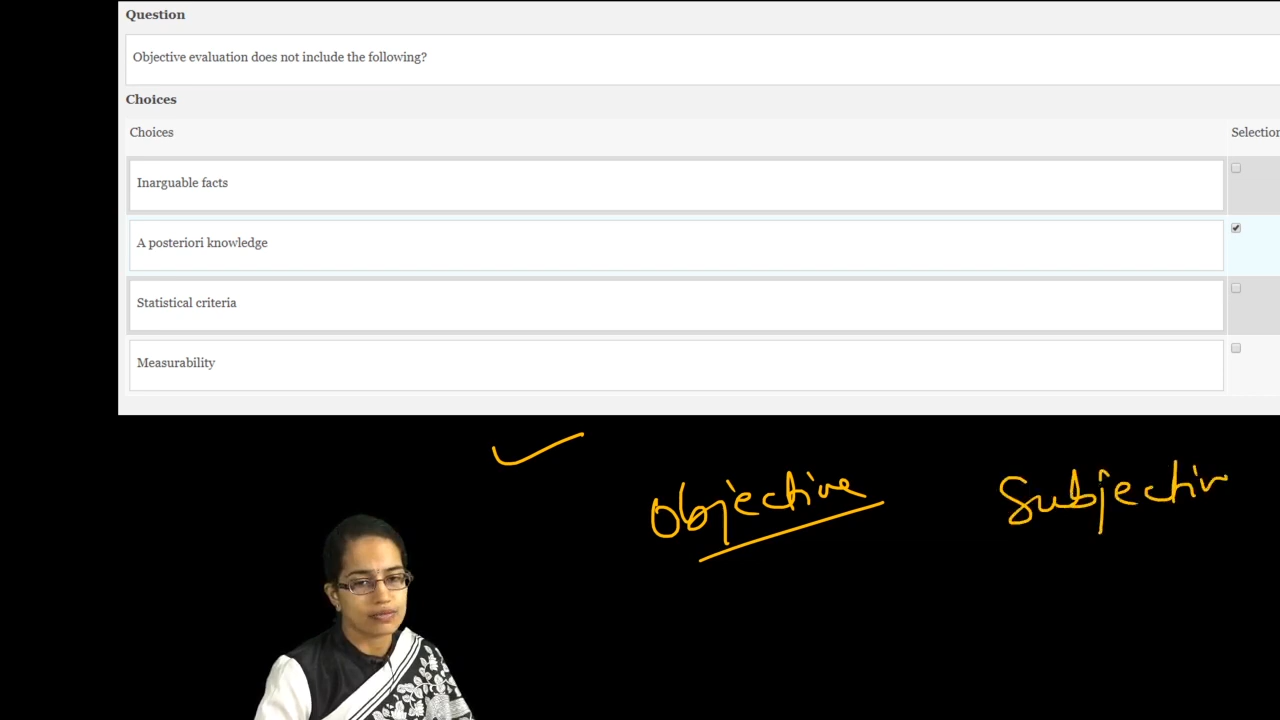 Question
Objective evaluation does not include the following?
Choices
Choices Selection
Inarguable facts
A posteriori knowledge
Statistical criteria
Measurability
Objective Subjectiv